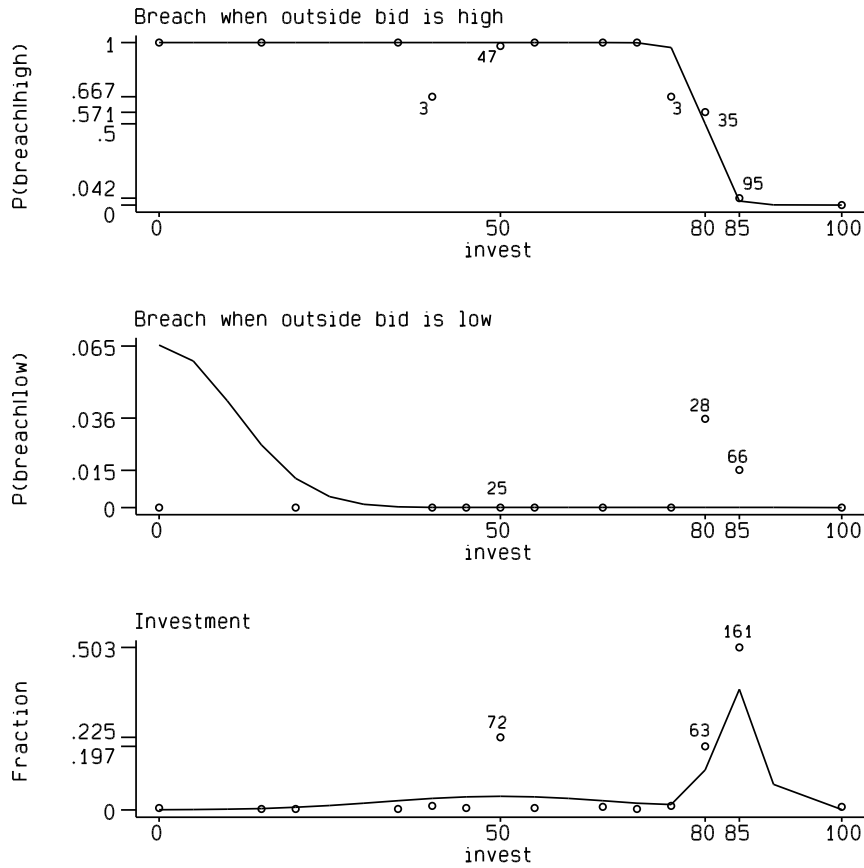 Breach when outside bid is high
P(breach|high)
1
.667
.571
.5
.042
0
47
3
3
35
95
0 50 80 85 100
invest
Breach when outside bid is low
P(breach|low)
.065
.036
.015
0
28
66
25
0 50 80 85 100
invest
Investment
Fraction
.503
.225
.197
0
161
72
63
0 50 80 85 100
invest